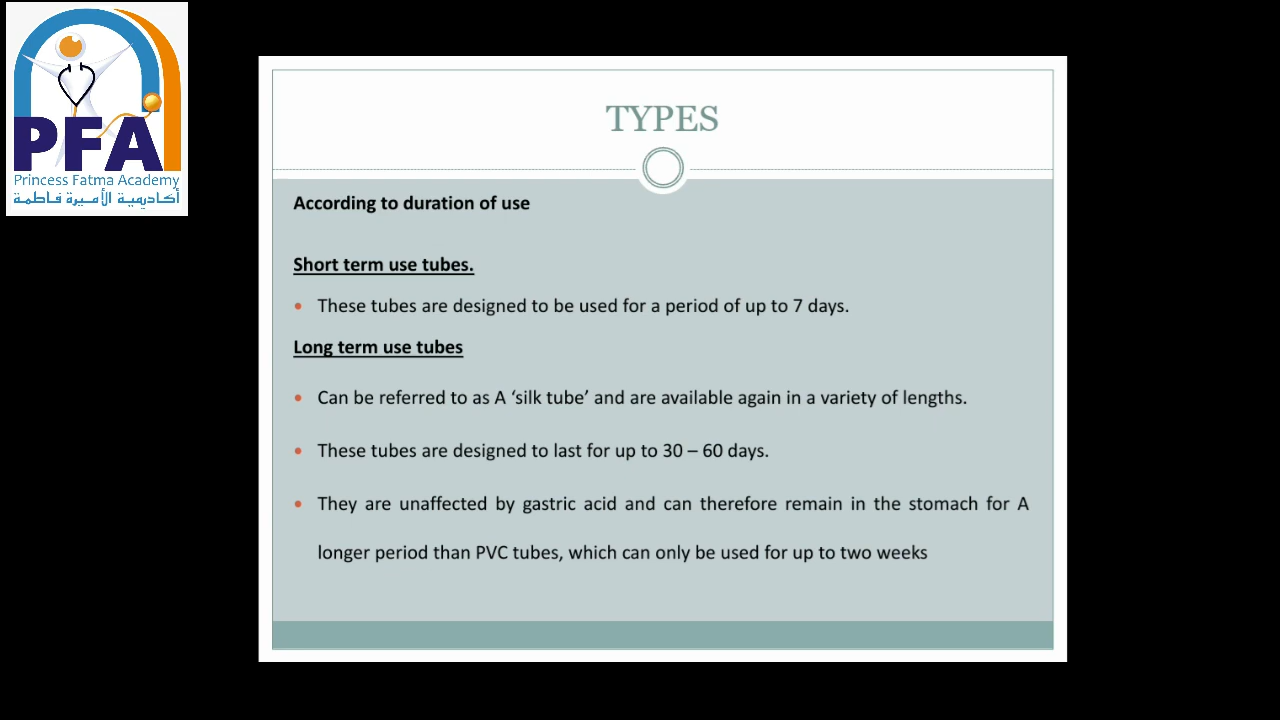 PFA
Princess Fatma Academy
أكاديمية الأميرة فاطمة
TYPES
According to duration of use
Short term use tubes.
• These tubes are designed to be used for a period of up to 7 days.
Long term use tubes
• Can be referred to as A ‘silk tube’ and are available again in a variety of lengths.
• These tubes are designed to last for up to 30 – 60 days.
• They are unaffected by gastric acid and can therefore remain in the stomach for A
longer period than PVC tubes, which can only be used for up to two weeks